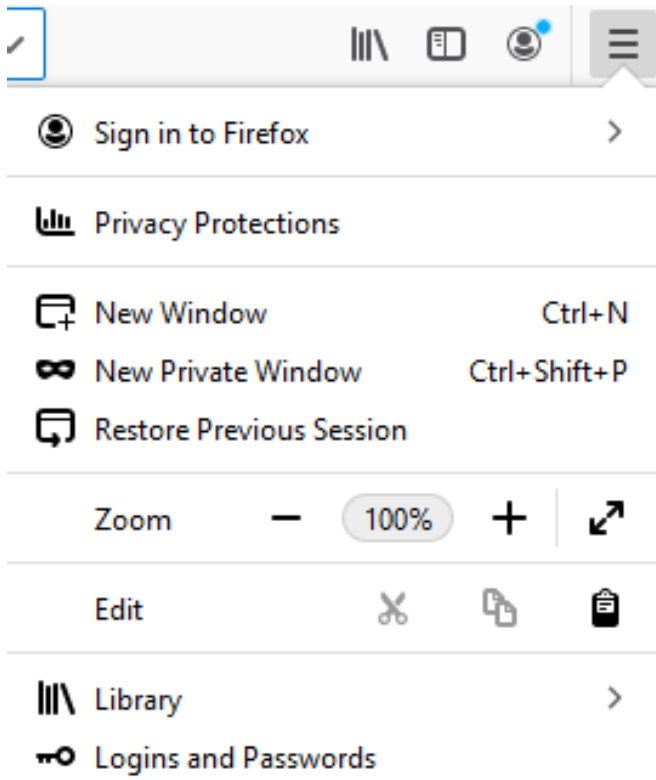 Sign in to Firefox
Privacy Protections
New Window Ctrl+N
New Private Window Ctrl+Shift+P
Restore Previous Session
Zoom 100%
Edit
Library
Logins and Passwords